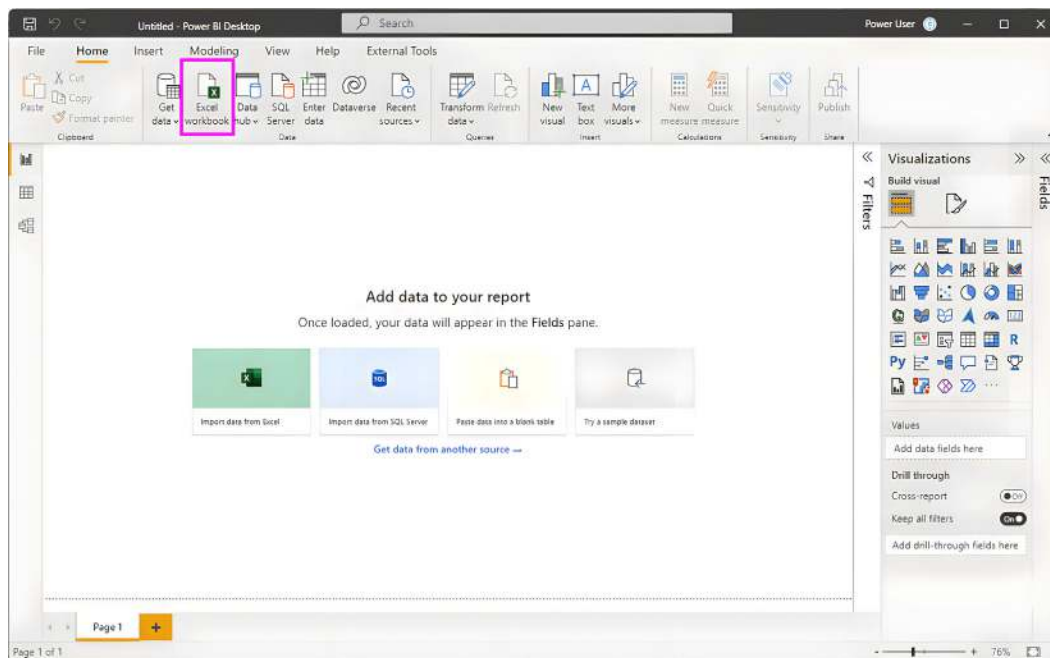 Untitled - Power BI Desktop
Search
Power User
File Home Insert Modeling View Help External Tools
Paste
Cut
Copy
Format painter
Clipboard
Get data
Excel workbook
Data hub
SQL Server
Enter data
Dataverse
Recent sources
Data
Transform data
Refresh
Queries
New visual
Text box
More visuals
Insert
New measure
Quick measure
Calculations
Sensitivity
Sensitivity
Publish
Share
Filters
Visualizations
Build visual
Fields
Add data to your report
Once loaded, your data will appear in the Fields pane.
SQL
Import data from Excel
Import data from SQL Server
Paste data into a blank table
Try a sample dataset
Get data from another source →
123
R
Py
Values
Add data fields here
Drill through
Cross-report
Off
Keep all filters
On
Add drill-through fields here
Page 1
Page 1 of 1
76%